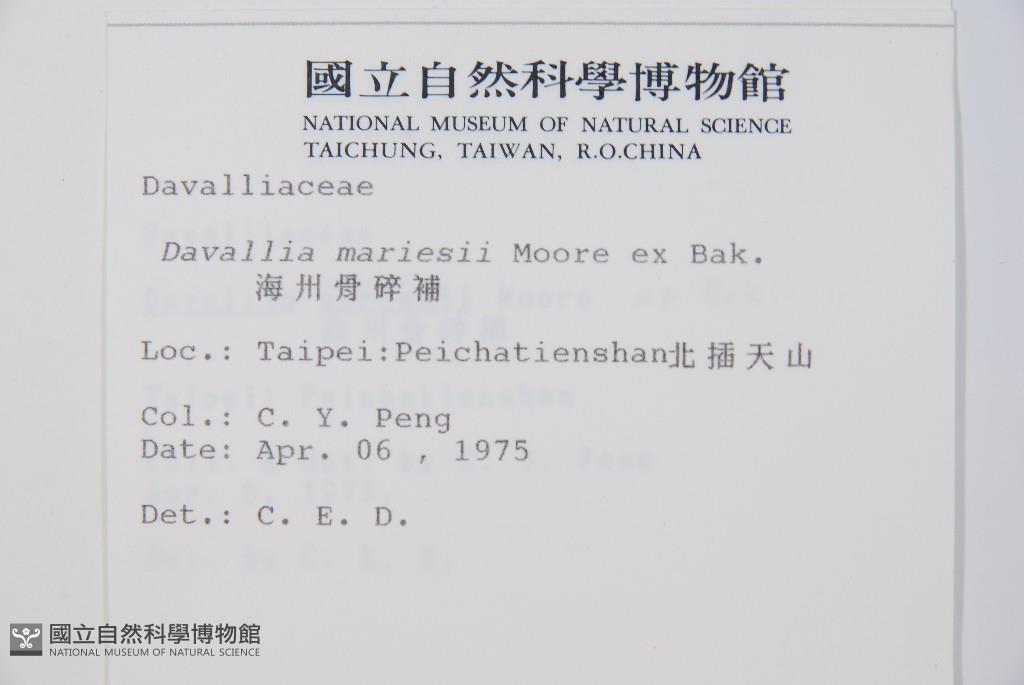 國立自然科學博物館
NATIONAL MUSEUM OF NATURAL SCIENCE
TAICHUNG, TAIWAN, R.O.CHINA
Davalliaceae
Davallia mariesii Moore ex Bak.
海州骨碎補
Loc.: Taipei:Peichatienshan北插天山
Col.: C. Y. Peng
Date: Apr. 06 , 1975
Det.: C. E. D.
國立自然科學博物館
NATIONAL MUSEUM OF NATURAL SCIENCE